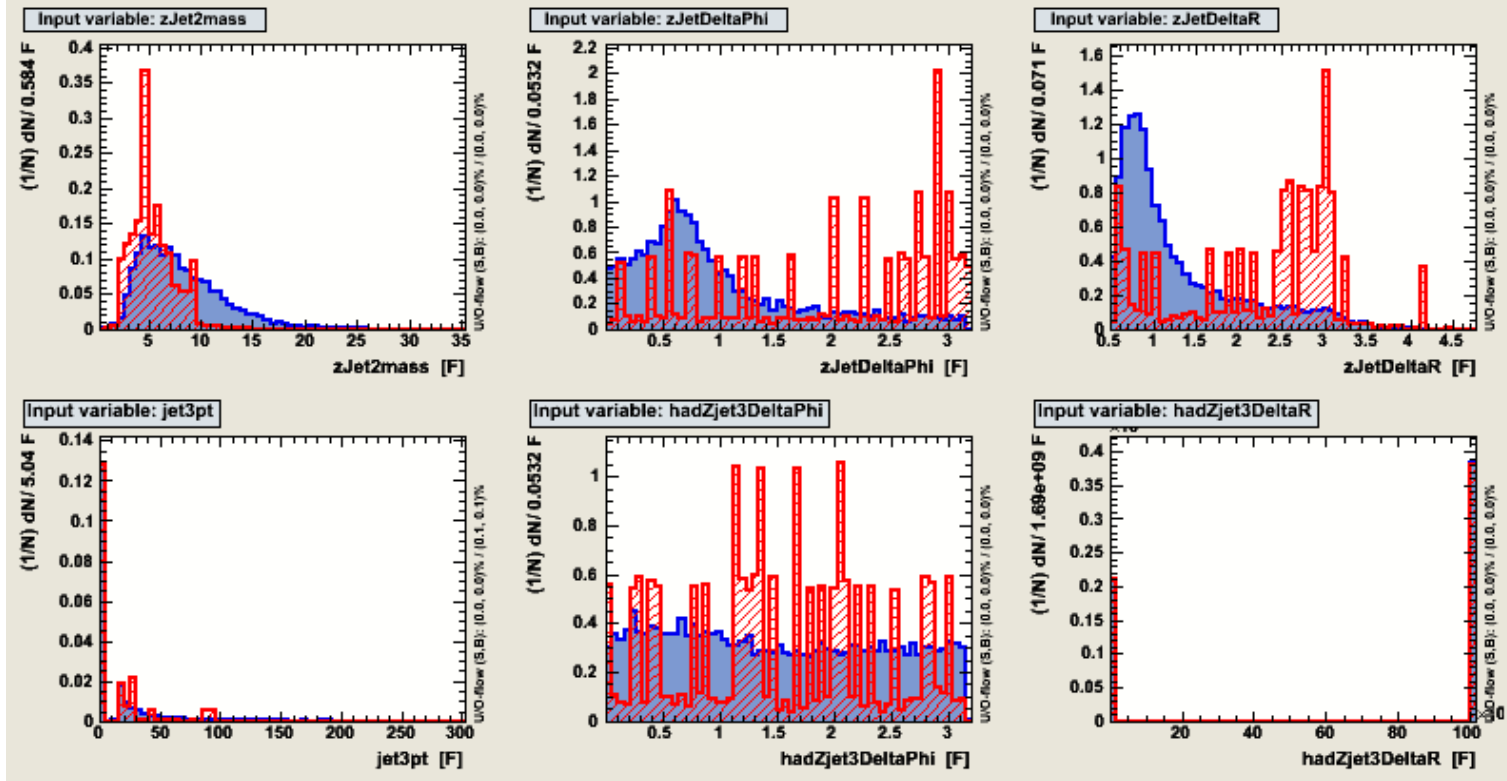 Input variable: zJet2mass
(1/N) dN/ 0.584 F
0.4
0.35
0.3
0.25
0.2
0.15
0.1
0.05
0
5 10 15 20 25 30 35
zJet2mass [F]
U/O-flow (S,B): (0.0, 0.0)% / (0.0, 0.0)%
Input variable: zJetDeltaPhi
(1/N) dN/ 0.0532 F
2.2
2
1.8
1.6
1.4
1.2
1
0.8
0.6
0.4
0.2
0
0.5 1 1.5 2 2.5 3
zJetDeltaPhi [F]
U/O-flow (S,B): (0.0, 0.0)% / (0.0, 0.0)%
Input variable: zJetDeltaR
(1/N) dN/ 0.071 F
1.6
1.4
1.2
1
0.8
0.6
0.4
0.2
0
0.5 1 1.5 2 2.5 3 3.5 4 4.5
zJetDeltaR [F]
U/O-flow (S,B): (0.0, 0.0)% / (0.0, 0.0)%
Input variable: jet3pt
(1/N) dN/ 5.04 F
0.14
0.12
0.1
0.08
0.06
0.04
0.02
0
0 50 100 150 200 250 300
jet3pt [F]
U/O-flow (S,B): (0.0, 0.0)% / (0.1, 0.1)%
Input variable: hadZjet3DeltaPhi
(1/N) dN/ 0.0532 F
1
0.8
0.6
0.4
0.2
0
0.5 1 1.5 2 2.5 3
hadZjet3DeltaPhi [F]
U/O-flow (S,B): (0.0, 0.0)% / (0.0, 0.0)%
Input variable: hadZjet3DeltaR
(1/N) dN/ 1.69e+09 F
0.4
0.35
0.3
0.25
0.2
0.15
0.1
0.05
0
20 40 60 80 100
hadZjet3DeltaR [F]
U/O-flow (S,B): (0.0, 0.0)% / (0.0, 0.0)%